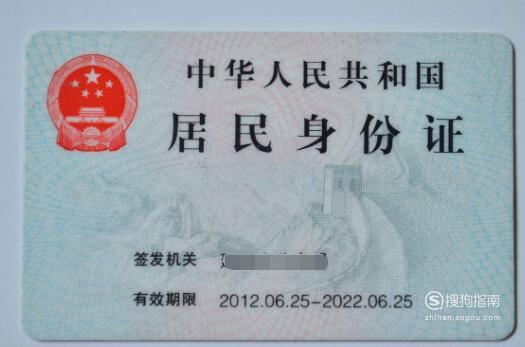 中华人民共和国
居民身份证
签发机关
有效期限 2012.06.25-2022.06.25
搜狗指南
zhinan.sogou.com